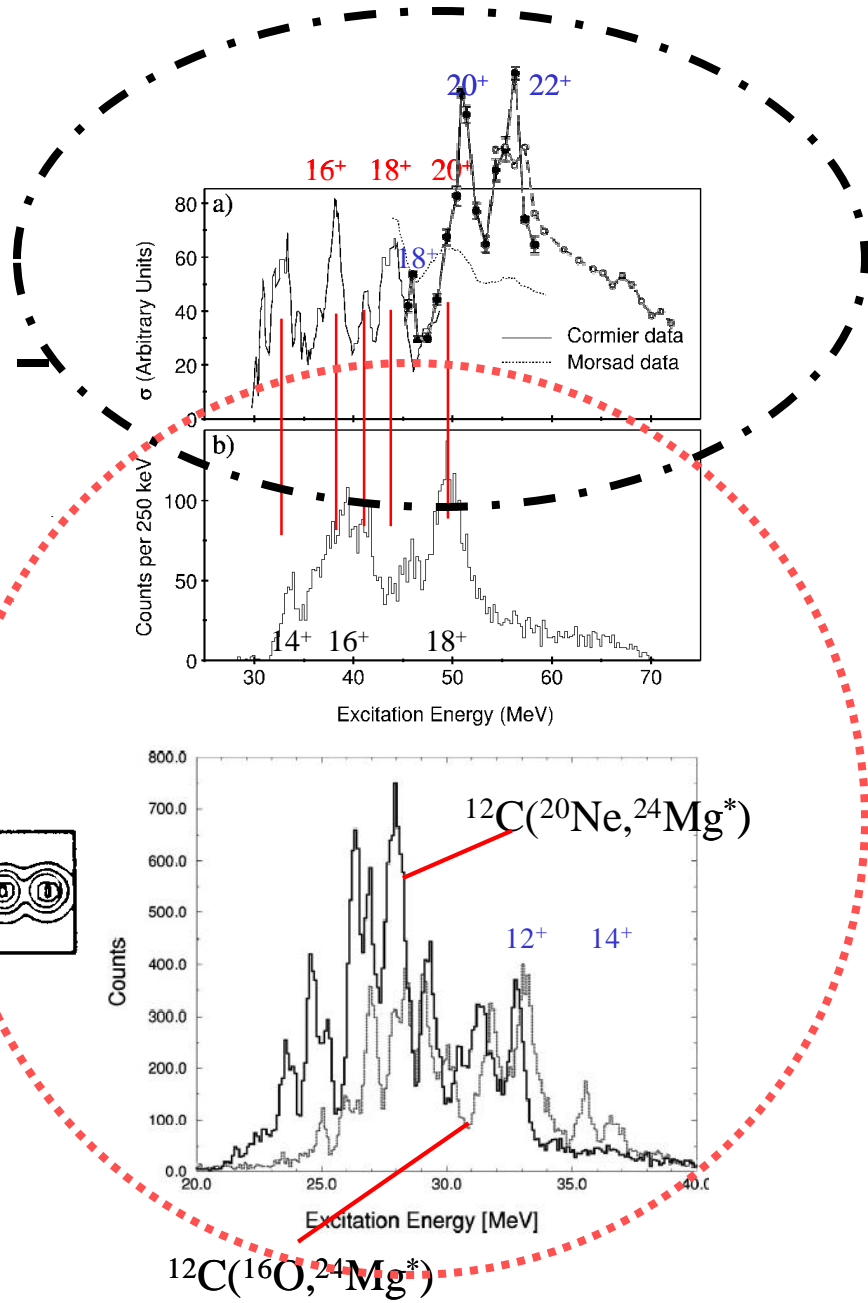 20⁺ 22⁺
16⁺ 18⁺ 20⁺
a)
80
18⁺
60
40
20
0
σ (Arbitrary Units)
Cormier data
Morsad data
b)
100
50
0
Counts per 250 keV
14⁺ 16⁺ 18⁺
30 40 50 60 70
Excitation Energy (MeV)
800.0
700.0
600.0
500.0
400.0
300.0
200.0
100.0
0.0
Counts
¹²C(²⁰Ne,²⁴Mg*)
12⁺ 14⁺
20.0 25.0 30.0 35.0 40.0
Excitation Energy [MeV]
¹²C(¹⁶O,²⁴Mg*)